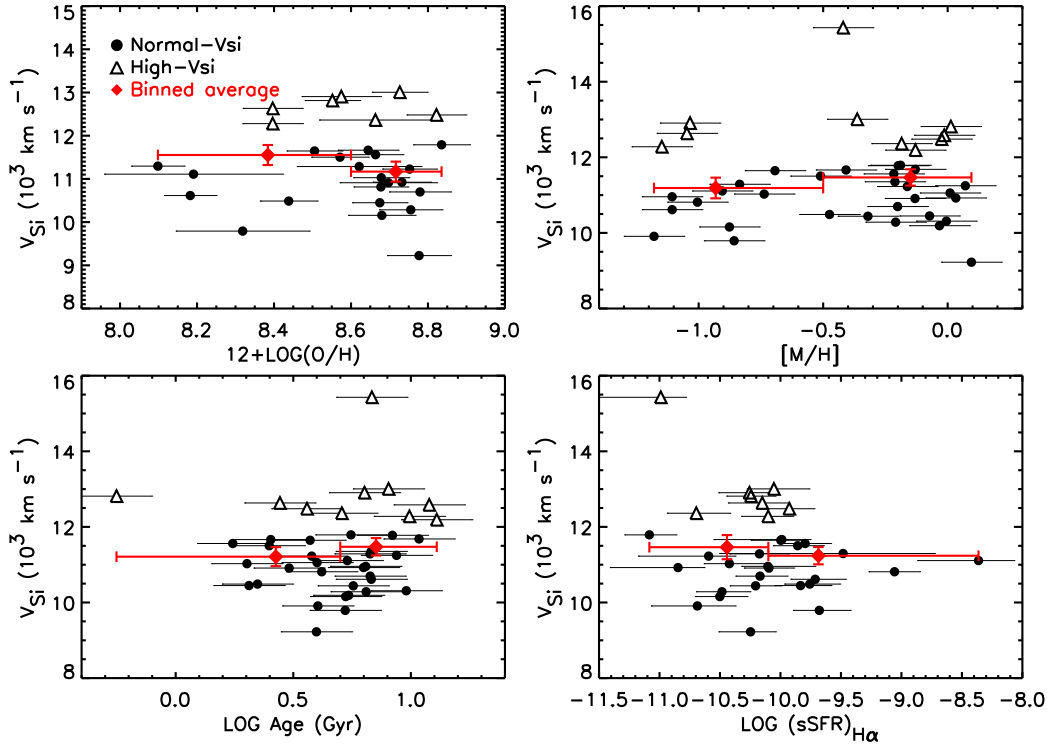 15
14
13
12
11
10
9
8
V_Si (10^3 km s^-1)
● Normal-Vsi
△ High-Vsi
◆ Binned average
8.0 8.2 8.4 8.6 8.8 9.0
12+LOG(O/H)
16
14
12
10
8
V_Si (10^3 km s^-1)
-1.0 -0.5 0.0
[M/H]
16
14
12
10
8
V_Si (10^3 km s^-1)
0.0 0.5 1.0
LOG Age (Gyr)
16
14
12
10
8
V_Si (10^3 km s^-1)
-11.5 -11.0 -10.5 -10.0 -9.5 -9.0 -8.5 -8.0
LOG (sSFR)_Hα